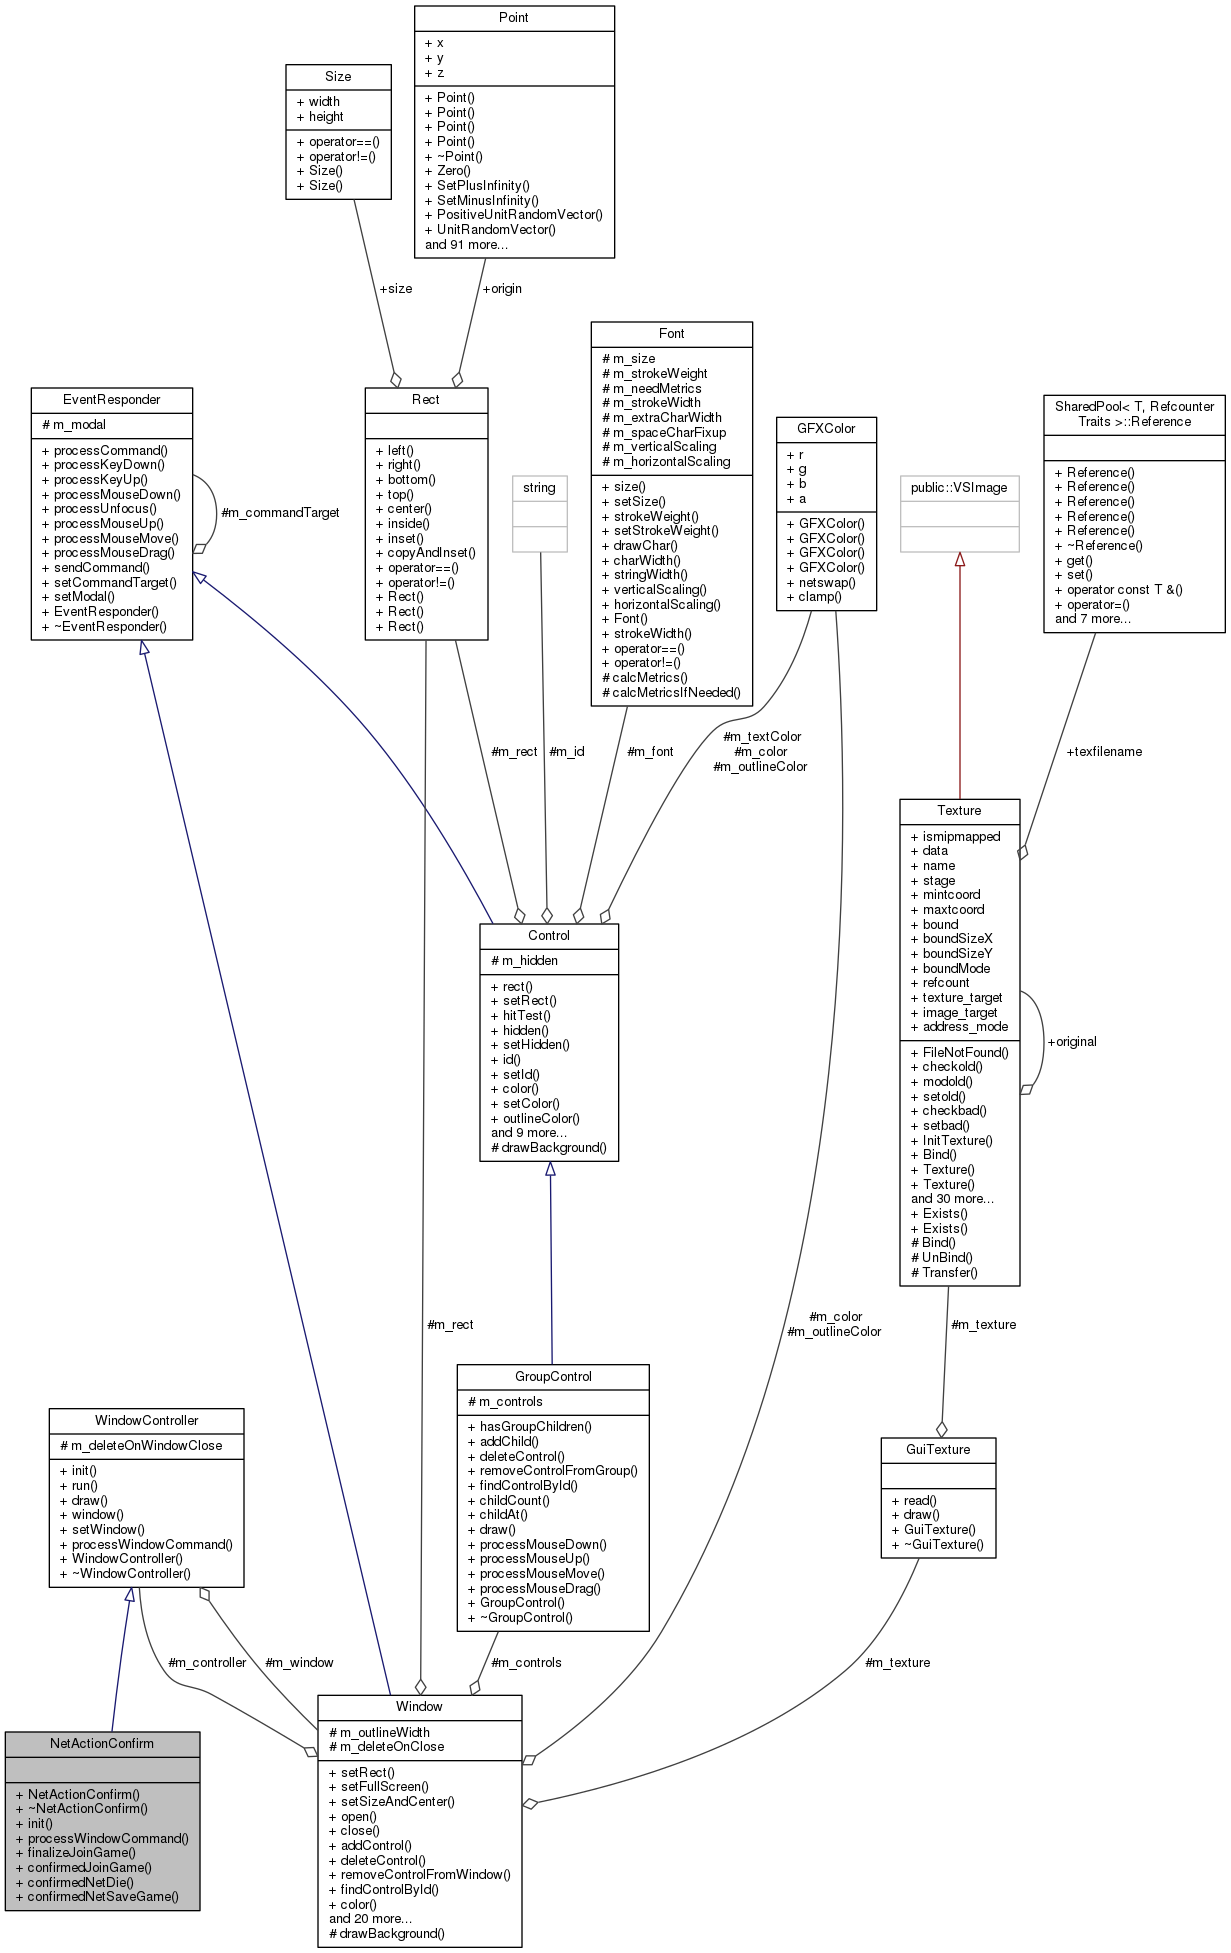 Point
+ x
+ y
+ z
+ Point()
+ Point()
+ Point()
+ Point()
+ ~Point()
+ Zero()
+ SetPlusInfinity()
+ SetMinusInfinity()
+ PositiveUnitRandomVector()
+ UnitRandomVector()
and 91 more...
Size
+ width
+ height
+ operator==()
+ operator!=()
+ Size()
+ Size()
+size
+origin
Font
# m_size
# m_strokeWeight
# m_needMetrics
# m_strokeWidth
# m_extraCharWidth
# m_spaceCharFixup
# m_verticalScaling
# m_horizontalScaling
+ size()
+ setSize()
+ strokeWeight()
+ setStrokeWeight()
+ drawChar()
+ charWidth()
+ stringWidth()
+ verticalScaling()
+ horizontalScaling()
+ Font()
+ strokeWidth()
+ operator==()
+ operator!=()
# calcMetrics()
# calcMetricsIfNeeded()
EventResponder
# m_modal
+ processCommand()
+ processKeyDown()
+ processKeyUp()
+ processMouseDown()
+ processUnfocus()
+ processMouseUp()
+ processMouseMove()
+ processMouseDrag()
+ sendCommand()
+ setCommandTarget()
+ setModal()
+ EventResponder()
+ ~EventResponder()
#m_commandTarget
Rect
+ left()
+ right()
+ bottom()
+ top()
+ center()
+ inside()
+ inset()
+ copyAndInset()
+ operator==()
+ operator!=()
+ Rect()
+ Rect()
+ Rect()
string
GFXColor
+ r
+ g
+ b
+ a
+ GFXColor()
+ GFXColor()
+ GFXColor()
+ GFXColor()
+ netswap()
+ clamp()
public::VSImage
SharedPool< T, Refcounter
Traits >::Reference
+ Reference()
+ Reference()
+ Reference()
+ Reference()
+ Reference()
+ ~Reference()
+ get()
+ set()
+ operator const T &()
+ operator=()
and 7 more...
#m_rect
#m_id
#m_font
#m_textColor
#m_color
#m_outlineColor
+texfilename
Texture
+ ismipmapped
+ data
+ name
+ stage
+ mintcoord
+ maxtcoord
+ bound
+ boundSizeX
+ boundSizeY
+ boundMode
+ refcount
+ texture_target
+ image_target
+ address_mode
+ FileNotFound()
+ checkold()
+ modold()
+ setold()
+ checkbad()
+ setbad()
+ InitTexture()
+ Bind()
+ Texture()
+ Texture()
and 30 more...
+ Exists()
+ Exists()
# Bind()
# UnBind()
# Transfer()
+original
Control
# m_hidden
+ rect()
+ setRect()
+ hitTest()
+ hidden()
+ setHidden()
+ id()
+ setId()
+ color()
+ setColor()
+ outlineColor()
and 9 more...
# drawBackground()
#m_rect
#m_color
#m_outlineColor
#m_texture
GroupControl
# m_controls
+ hasGroupChildren()
+ addChild()
+ deleteControl()
+ removeControlFromGroup()
+ findControlById()
+ childCount()
+ childAt()
+ draw()
+ processMouseDown()
+ processMouseUp()
+ processMouseMove()
+ processMouseDrag()
+ GroupControl()
+ ~GroupControl()
WindowController
# m_deleteOnWindowClose
+ init()
+ run()
+ draw()
+ window()
+ setWindow()
+ processWindowCommand()
+ WindowController()
+ ~WindowController()
GuiTexture
+ read()
+ draw()
+ GuiTexture()
+ ~GuiTexture()
#m_controller
#m_window
#m_controls
#m_texture
Window
# m_outlineWidth
# m_deleteOnClose
+ setRect()
+ setFullScreen()
+ setSizeAndCenter()
+ open()
+ close()
+ addControl()
+ deleteControl()
+ removeControlFromWindow()
+ findControlById()
+ color()
and 20 more...
# drawBackground()
NetActionConfirm
+ NetActionConfirm()
+ ~NetActionConfirm()
+ init()
+ processWindowCommand()
+ finalizeJoinGame()
+ confirmedJoinGame()
+ confirmedNetDie()
+ confirmedNetSaveGame()